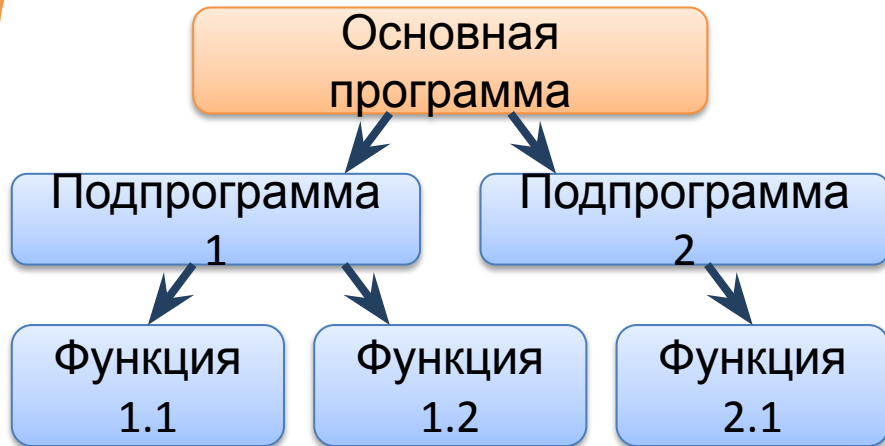 Основная
программа
Подпрограмма
1
Подпрограмма
2
Функция
1.1
Функция
1.2
Функция
2.1